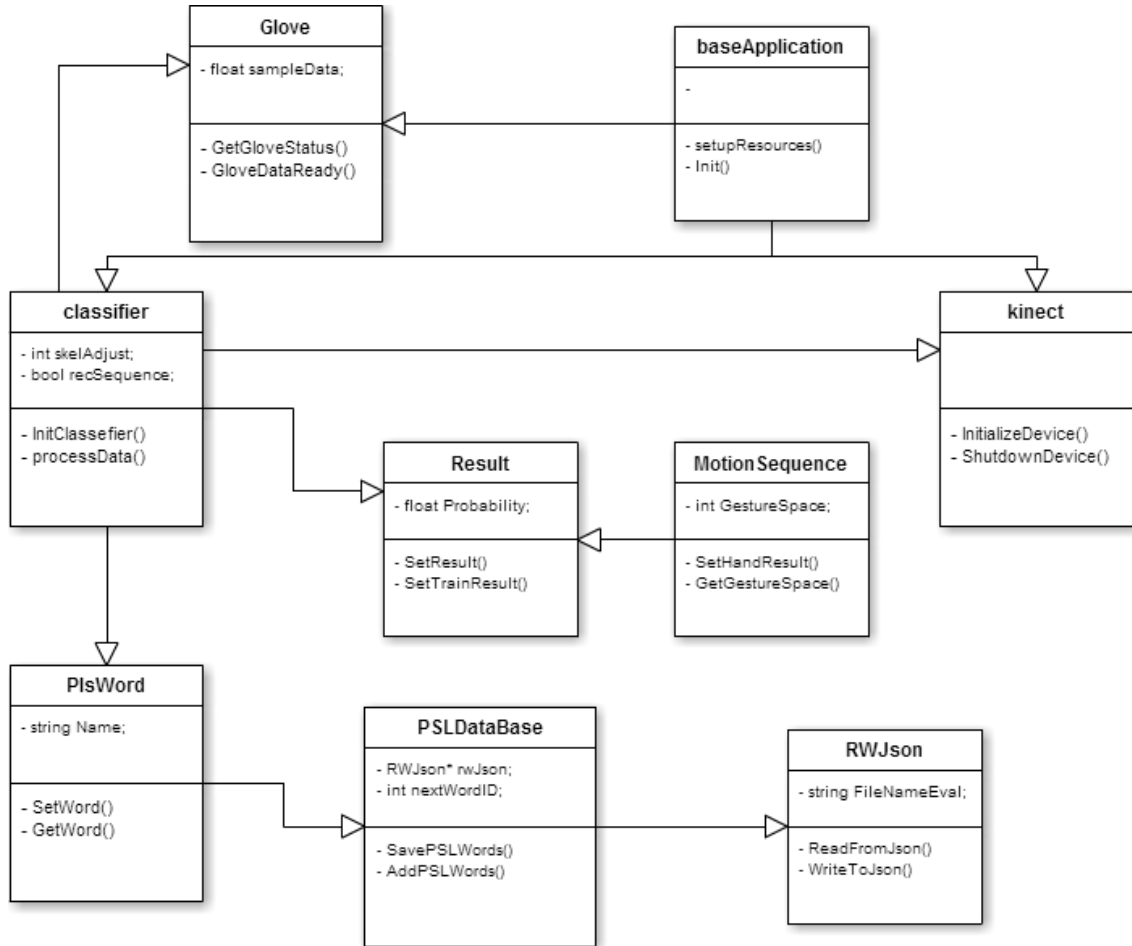 Glove
- float sampleData;
- GetGloveStatus()
- GloveDataReady()
baseApplication
-
- setupResources()
- Init()
classifier
- int skelAdjust;
- bool recSequence;
- InitClassefier()
- processData()
kinect
- InitializeDevice()
- ShutdownDevice()
Result
- float Probability;
- SetResult()
- SetTrainResult()
MotionSequence
- int GestureSpace;
- SetHandResult()
- GetGestureSpace()
PlsWord
- string Name;
- SetWord()
- GetWord()
PSLDataBase
- RWJson* rwJson;
- int nextWordID;
- SavePSLWords()
- AddPSLWords()
RWJson
- string FileNameEval;
- ReadFromJson()
- WriteToJson()